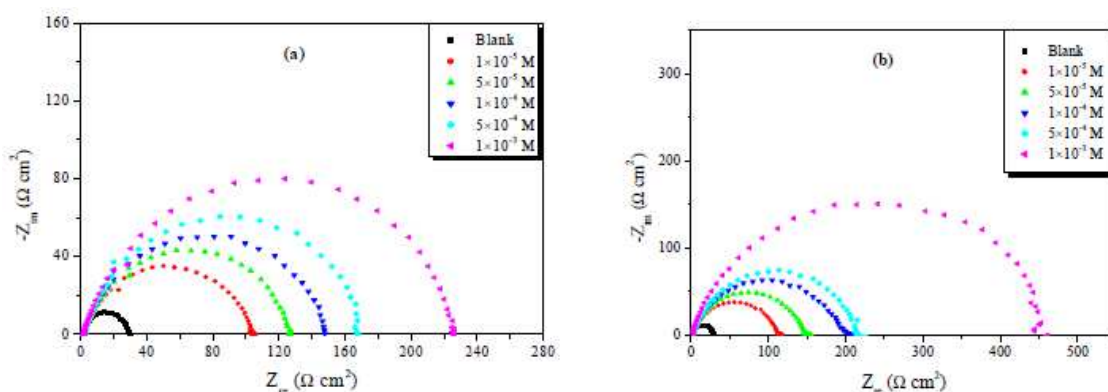 160
120
80
40
0
-Z_im (Ω cm²)
(a)
Blank
1×10⁻⁵ M
5×10⁻⁵ M
1×10⁻⁴ M
5×10⁻⁴ M
1×10⁻³ M
0 40 80 120 160 200 240 280
(Ω cm²)
300
200
100
50
0
-Z_im (Ω cm²)
(b)
Blank
1×10⁻⁵ M
5×10⁻⁵ M
1×10⁻⁴ M
5×10⁻⁴ M
1×10⁻³ M
0 100 200 300 400 500
(Ω cm²)